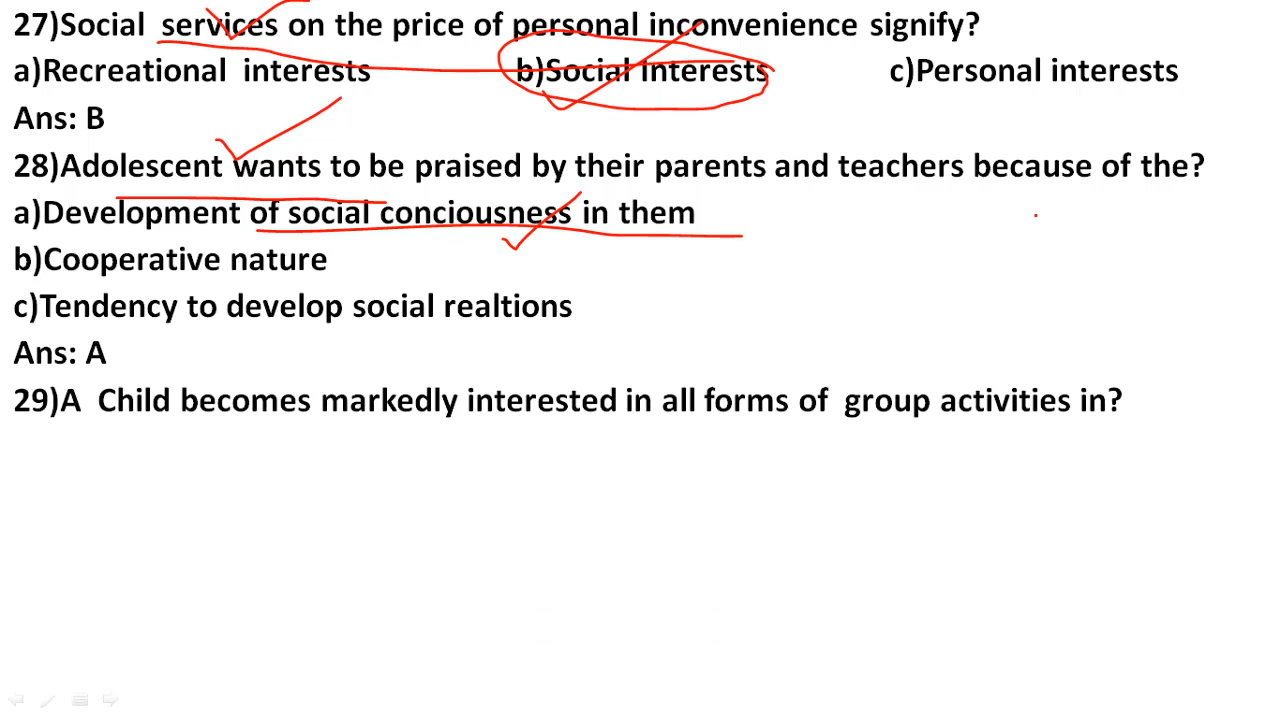 27)Social services on the price of personal inconvenience signify?
a)Recreational interests b)Social Interests c)Personal interests
Ans: B
28)Adolescent wants to be praised by their parents and teachers because of the?
a)Development of social conciousness in them
b)Cooperative nature
c)Tendency to develop social realtions
Ans: A
29)A Child becomes markedly interested in all forms of group activities in?